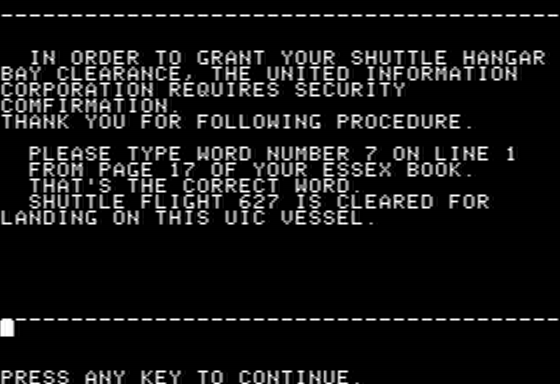 IN ORDER TO GRANT YOUR SHUTTLE HANGAR
BAY CLEARANCE, THE UNITED INFORMATION
CORPORATION REQUIRES SECURITY
COMFIRMATION.
THANK YOU FOR FOLLOWING PROCEDURE.
PLEASE TYPE WORD NUMBER 7 ON LINE 1
FROM PAGE 17 OF YOUR ESSEX BOOK.
THAT'S THE CORRECT WORD.
SHUTTLE FLIGHT 627 IS CLEARED FOR
LANDING ON THIS UIC VESSEL.
PRESS ANY KEY TO CONTINUE.